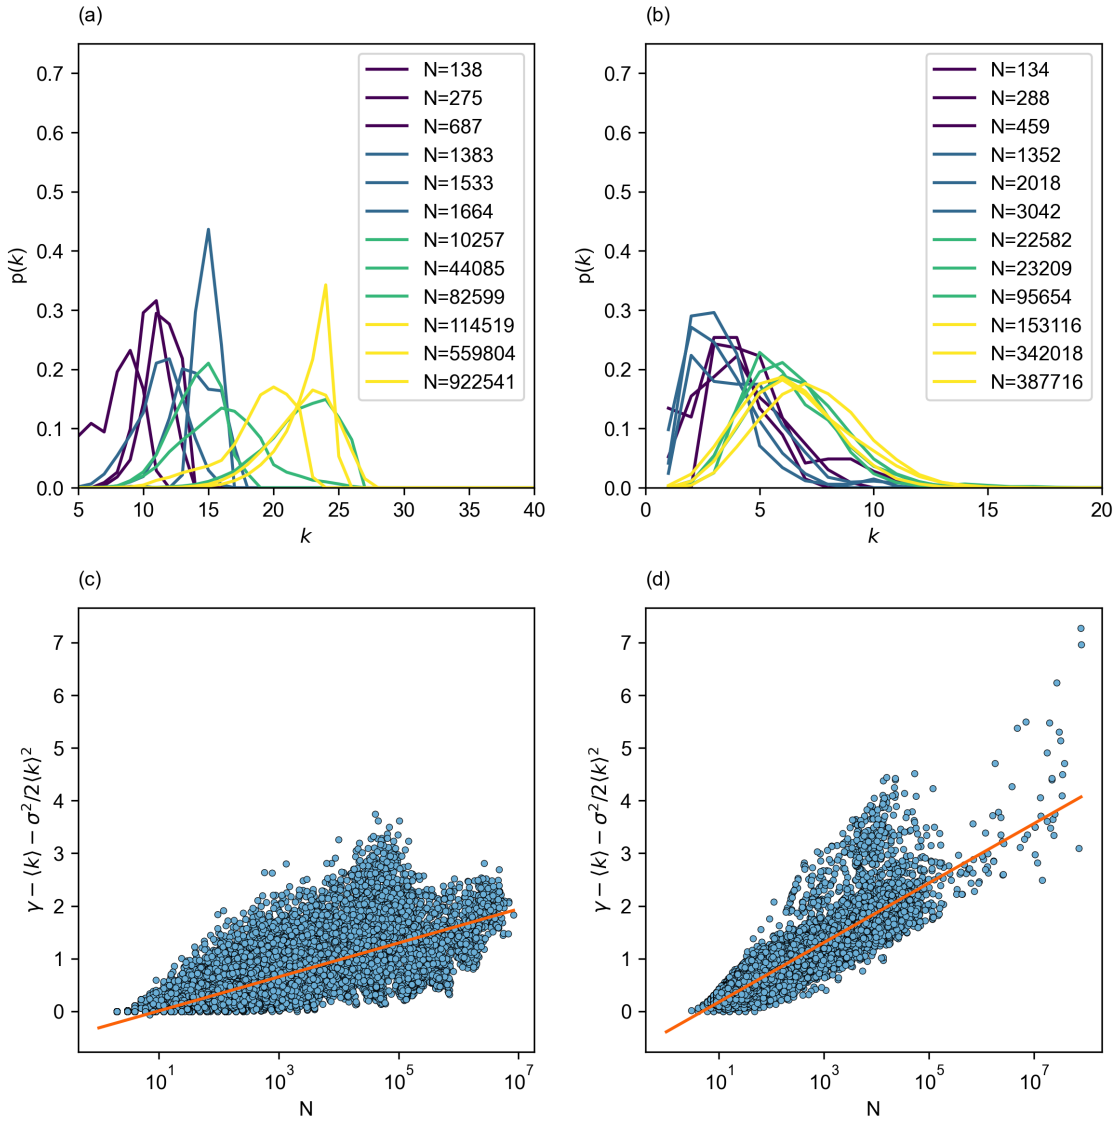 (a)
0.7
0.6
0.5
0.4
0.3
0.2
0.1
0.0
p(k)
5 10 15 20 25 30 35 40
k
N=138
N=275
N=687
N=1383
N=1533
N=1664
N=10257
N=44085
N=82599
N=114519
N=559804
N=922541
(b)
0.7
0.6
0.5
0.4
0.3
0.2
0.1
0.0
p(k)
0 5 10 15 20
k
N=134
N=288
N=459
N=1352
N=2018
N=3042
N=22582
N=23209
N=95654
N=153116
N=342018
N=387716
(c)
7
6
5
4
3
2
1
0
γ − ⟨k⟩ − σ²/2⟨k⟩²
10¹ 10³ 10⁵ 10⁷
N
(d)
7
6
5
4
3
2
1
0
γ − ⟨k⟩ − σ²/2⟨k⟩²
10¹ 10³ 10⁵ 10⁷
N